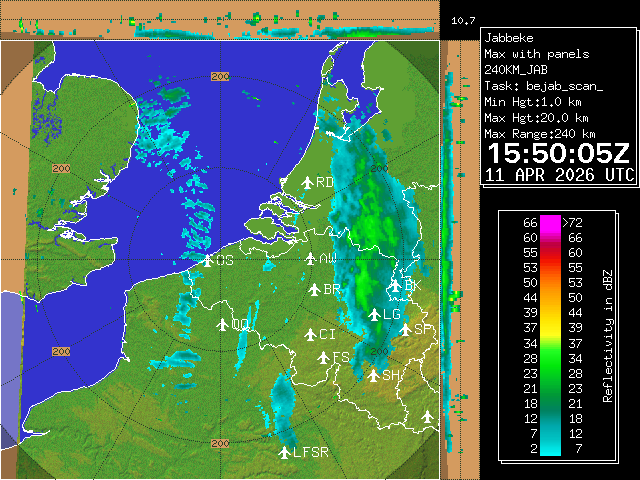 10.7
Jabbeke
Max with panels
240KM_JAB
Task: bejab_scan_
Min Hgt:1.0 km
Max Hgt:20.0 km
Max Range:240 km
15:50:05Z
11 APR 2026 UTC
200
200
200
RD
OS
AW
BR
BK
LG
SP
CI
FS
SH
LFSR
200
200
200
66 >72
60 66
55 60
53 55
50 53
44 50
39 44
37 39
34 37
28 34
23 28
21 23
18 21
12 18
7 12
2 7
Reflectivity in dBZ